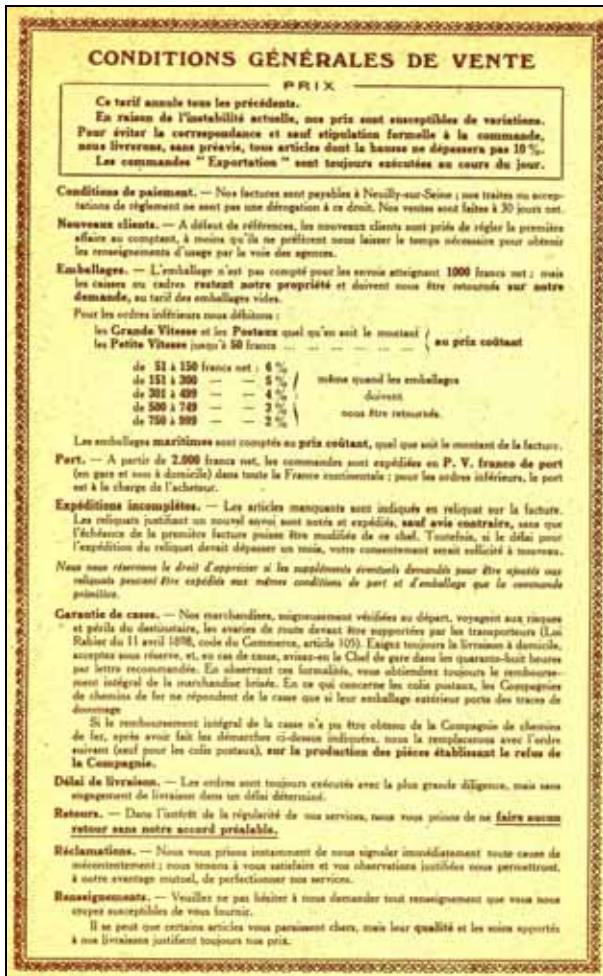 CONDITIONS GÉNÉRALES DE VENTE
PRIX
Ce tarif annule tous les précédents.
En raison de l'instabilité actuelle, nos prix sont susceptibles de variations.
Pour éviter la correspondance et sauf stipulation formelle à la commande,
nous livrerons, sans préavis, tous articles dont la hausse ne dépassera pas 10 %.
Les commandes " Exportation " sont toujours exécutées au cours du jour.
Conditions de paiement. — Nos factures sont payables à Neuilly-sur-Seine ; nos traites ou accep-
tations de règlement ne sont pas une dérogation à ce droit. Nos ventes sont faites à 30 jours net.
Nouveaux clients. — A défaut de références, les nouveaux clients sont priés de régler la première
affaire au comptant, à moins qu'ils ne préfèrent nous laisser le temps nécessaire pour obtenir
les renseignements d'usage par la voie des agences.
Emballages. — L'emballage n'est pas compté pour les envois atteignant 1000 francs net ; mais
les caisses ou cadres restent notre propriété et doivent nous être retournés sur notre
demande, au tarif des emballages vides.
Pour les ordres inférieurs nous débitons :
les Grande Vitesse et les Postaux quel qu'en soit le montant
les Petite Vitesse jusqu'à 50 francs ... ... ... ... ... au prix coûtant
de 51 à 150 francs net : 6 %
de 151 à 300 — — 5 % même quand les emballages
de 301 à 499 — — 4 % doivent
de 500 à 749 — — 3 % nous être retournés.
de 750 à 999 — — 2 %
Les emballages maritimes sont comptés au prix coûtant, quel que soit le montant de la facture.
Port. — A partir de 2.000 francs net, les commandes sont expédiées en P. V. franco de port
(en gare et non à domicile) dans toute la France continentale ; pour les ordres inférieurs, le port
est à la charge de l'acheteur.
Expéditions incomplètes. — Les articles manquants sont indiqués en reliquat sur la facture.
Les reliquats justifiant un nouvel envoi sont notés et expédiés, sauf avis contraire, sans que
l'échéance de la première facture puisse être modifiée de ce chef. Toutefois, si le délai pour
l'expédition du reliquat devait dépasser un mois, votre consentement serait sollicité à nouveau.
Nous nous réservons le droit d'apprécier si les suppléments éventuels demandés pour être ajoutés aux
reliquats peuvent être expédiés aux mêmes conditions de port et d'emballage que la commande
primitive.
Garantie de casse. — Nos marchandises, soigneusement vérifiées au départ, voyagent aux risques
et périls du destinataire, les avaries de route devant être supportées par les transporteurs (Loi
Rabier du 11 avril 1898, code du Commerce, article 105). Exigez toujours la livraison à domicile,
acceptez sous réserve, et, en cas de casse, avisez-en le Chef de gare dans les quarante-huit heures
par lettre recommandée. En observant ces formalités, vous obtiendrez toujours le rembourse-
ment intégral de la marchandise brisée. En ce qui concerne les colis postaux, les Compagnies
de chemins de fer ne répondent de la casse que si leur emballage extérieur porte des traces de
dommage
Si le remboursement intégral de la casse n'a pu être obtenu de la Compagnie de chemins
de fer, après avoir fait les démarches ci-dessus indiquées, nous la remplacerons avec l'ordre
suivant (sauf pour les colis postaux), sur la production des pièces établissant le refus de
la Compagnie.
Délai de livraison. — Les ordres sont toujours exécutés avec la plus grande diligence, mais sans
engagement de livraison dans un délai déterminé.
Retours. — Dans l'intérêt de la régularité de nos services, nous vous prions de ne faire aucun
retour sans notre accord préalable.
Réclamations. — Nous vous prions instamment de nous signaler immédiatement toute cause de
mécontentement ; nous tenons à vous satisfaire et vos observations justifiées nous permettront,
à notre avantage mutuel, de perfectionner nos services.
Renseignements. — Veuillez ne pas hésiter à nous demander tout renseignement que vous nous
croyez susceptibles de vous fournir.
Il se peut que certains articles vous paraissent chers, mais leur qualité et les soins apportés
à nos livraisons justifient toujours nos prix.